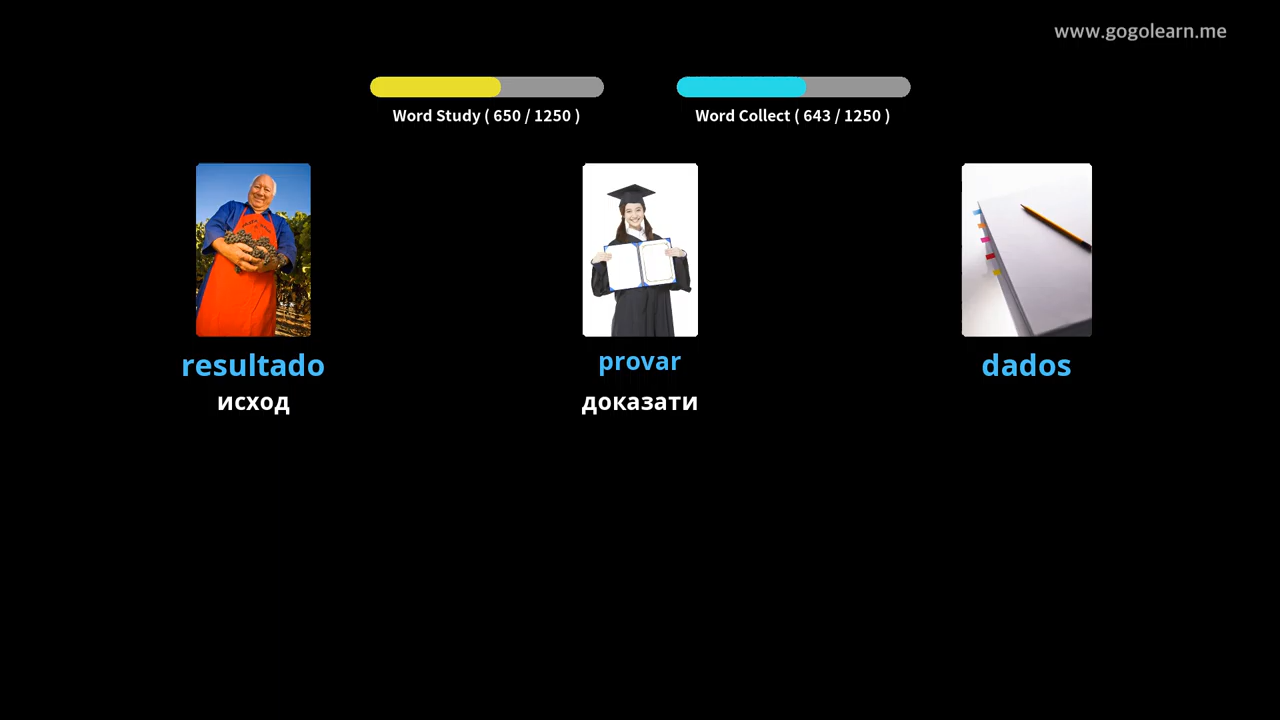 www.gogolearn.me
Word Study ( 650 / 1250 )
Word Collect ( 643 / 1250 )
resultado
provar
dados
исход
доказати